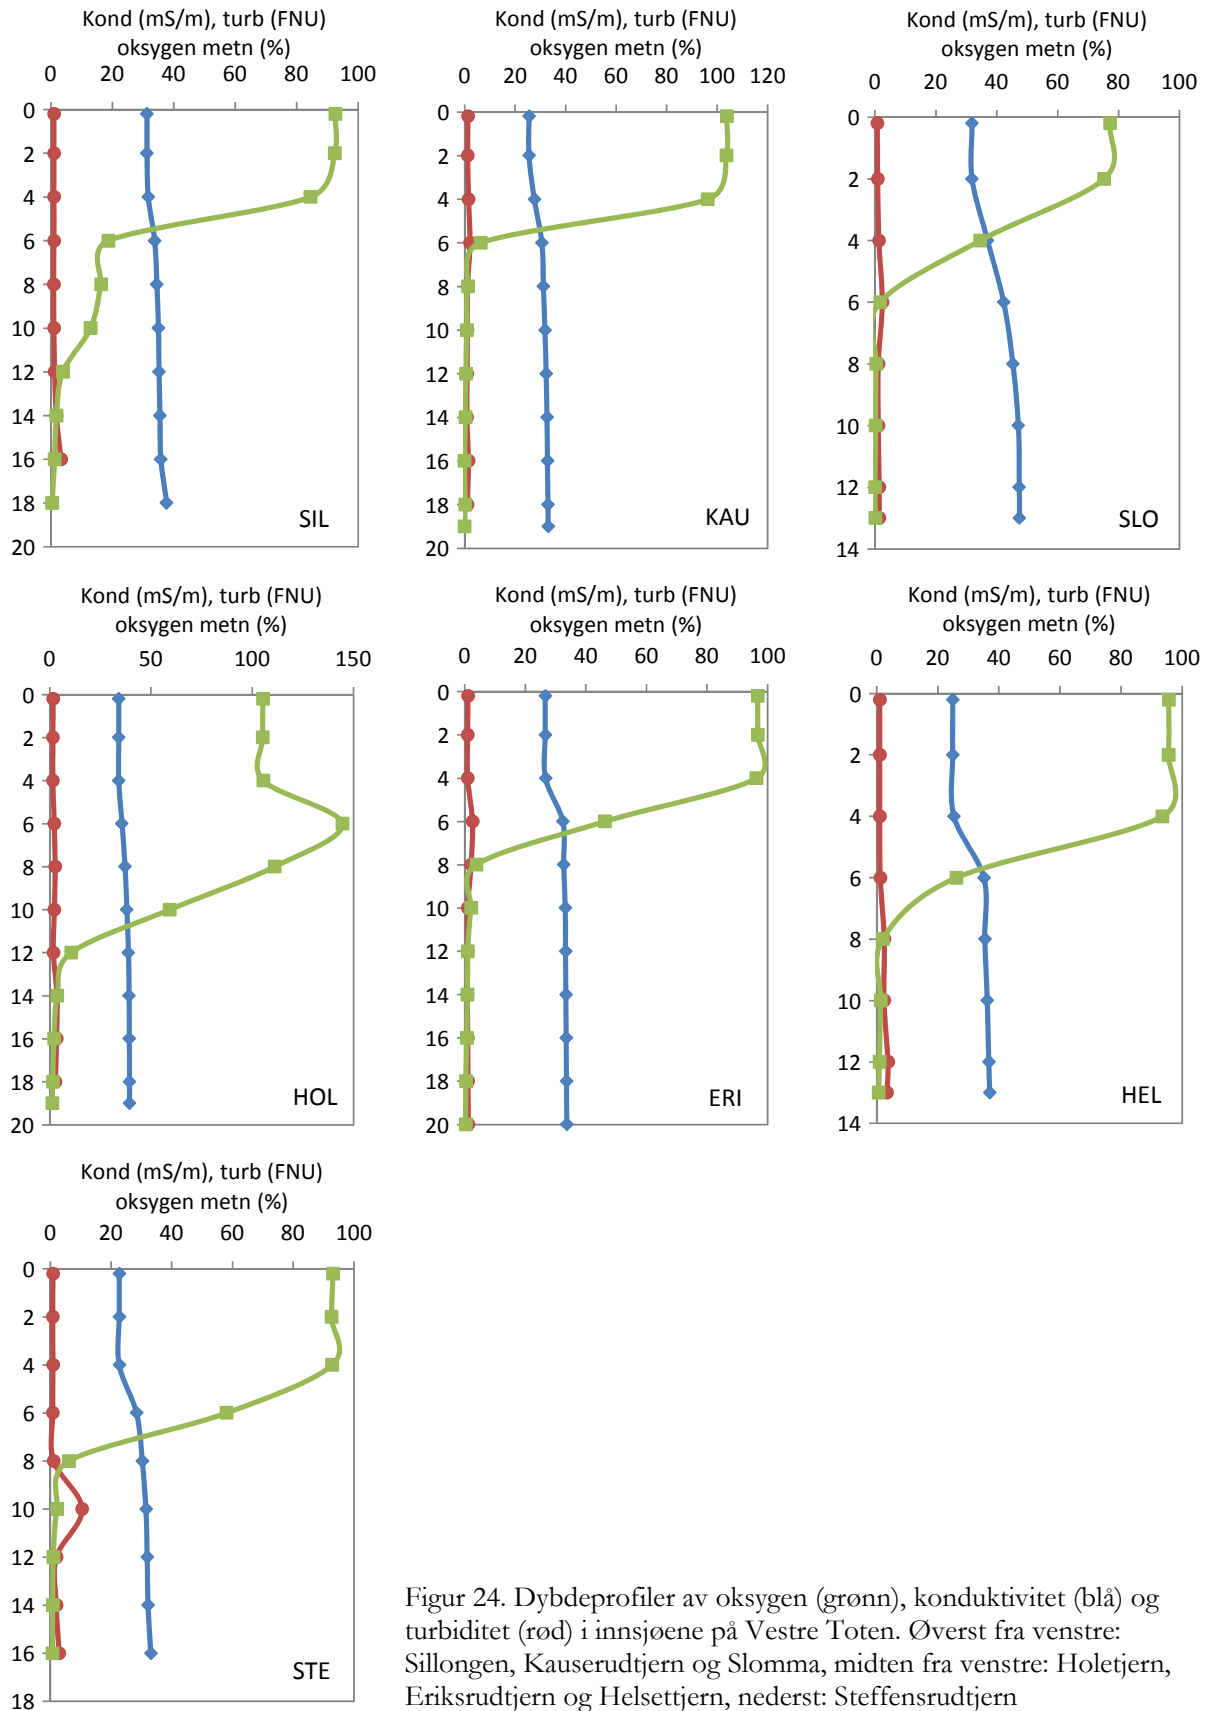 Kond (mS/m), turb (FNU)
oksygen metn (%)
0 20 40 60 80 100
0
2
4
6
8
10
12
14
16
18
20
SIL
Kond (mS/m), turb (FNU)
oksygen metn (%)
0 20 40 60 80 100 120
0
2
4
6
8
10
12
14
16
18
20
KAU
0 20 40 60 80 100
0
2
4
6
8
10
12
14
SLO
Kond (mS/m), turb (FNU)
oksygen metn (%)
0 50 100 150
0
2
4
6
8
10
12
14
16
18
20
22
HOL
Kond (mS/m), turb (FNU)
oksygen metn (%)
0 20 40 60 80 100
0
2
4
6
8
10
12
14
16
18
20
ERI
Kond (mS/m), turb (FNU)
oksygen metn (%)
0 20 40 60 80 100
0
2
4
6
8
10
12
14
HEL
Kond (mS/m), turb (FNU)
oksygen metn (%)
0 20 40 60 80 100
0
2
4
6
8
10
12
14
16
18
STE
Figur 24. Dybdeprofiler av oksygen (grønn), konduktivitet (blå) og
turbiditet (rød) i innsjøene på Vestre Toten. Øverst fra venstre:
Sillongen, Kauserudtjern og Slomma, midten fra venstre: Holetjern,
Eriksrudtjern og Helsettjern, nederst: Steffensrudtjern